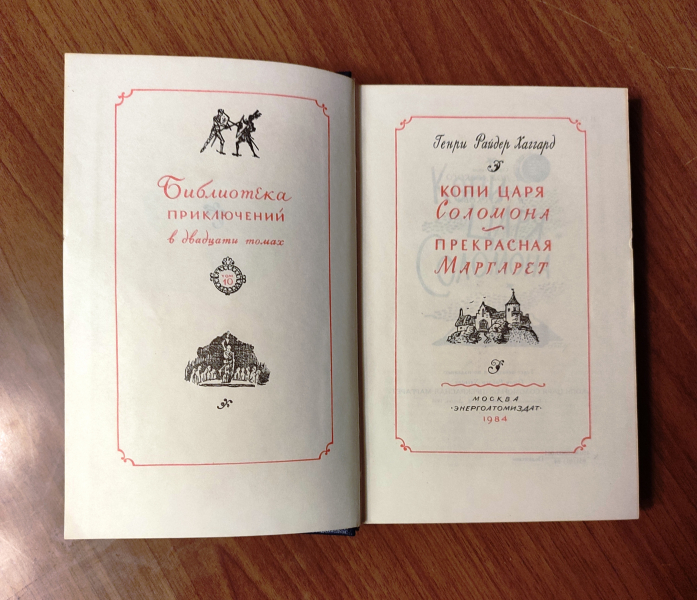 Библиотека
ПРИКЛЮЧЕНИЙ
в двадцати томах
ТОМ
10
Генри Райдер Хаггард
КОПИ ЦАРЯ
СОЛОМОНА
ПРЕКРАСНАЯ
МАРГАРЕТ
МОСКВА
·ЭНЕРГОАТОМИЗДАТ·
1984